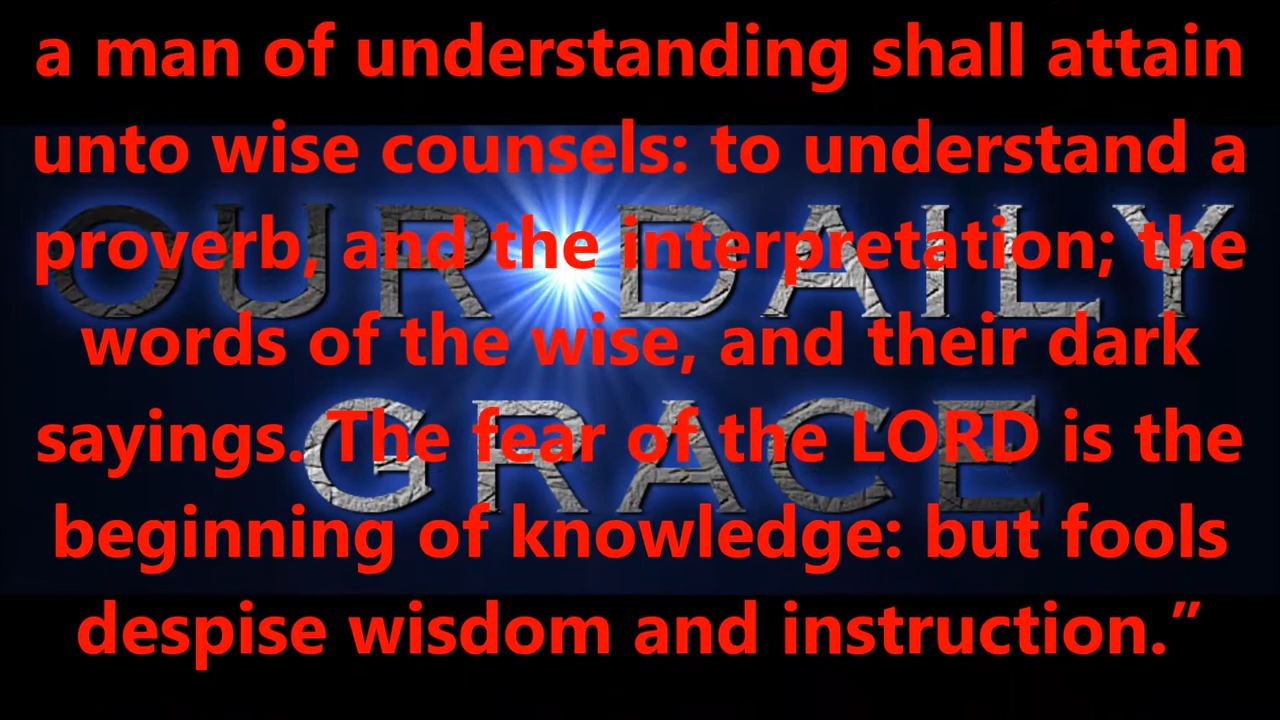 a man of understanding shall attain
unto wise counsels: to understand a
OUR DAILY
proverb, and the interpretation; the
words of the wise, and their dark
GRACE
sayings. The fear of the LORD is the
beginning of knowledge: but fools
despise wisdom and instruction.”